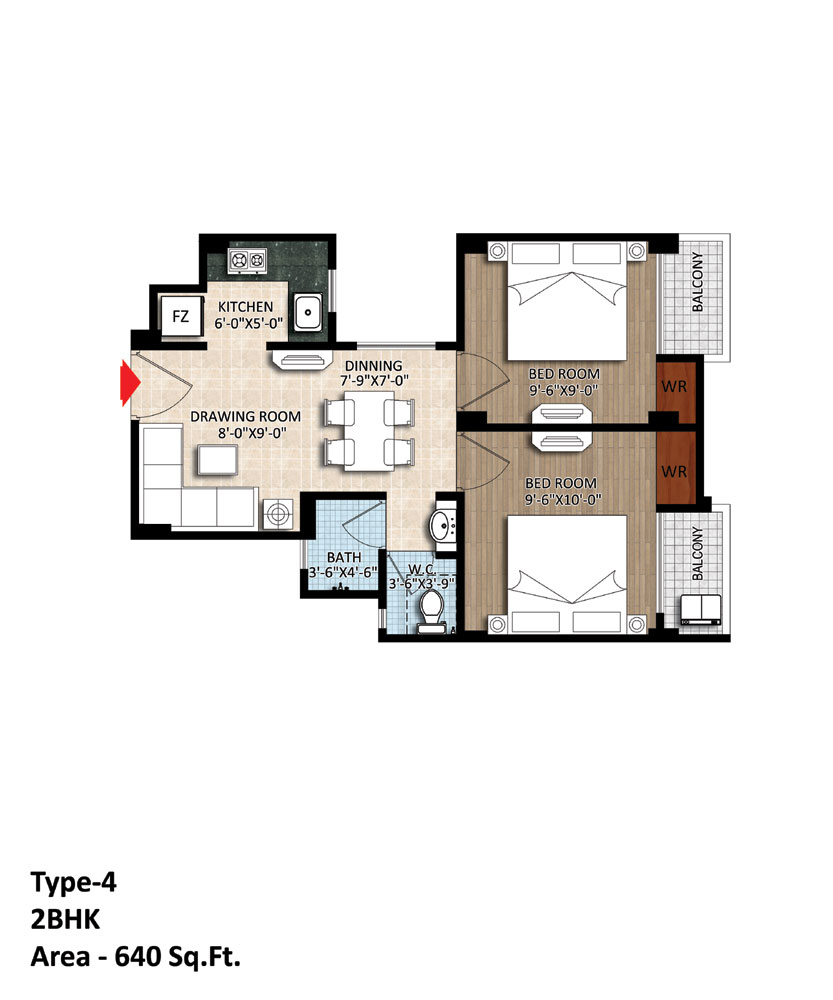 KITCHEN
6'-0"X5'-0"
FZ
BALCONY
DINNING
7'-9"X7'-0"
BED ROOM
9'-6"X9'-0"
WR
DRAWING ROOM
8'-0"X9'-0"
WR
BED ROOM
9'-6"X10'-0"
BALCONY
BATH
3'-6"X4'-6"
W.C.
3'-6"X3'-9"
Type-4
2BHK
Area - 640 Sq.Ft.